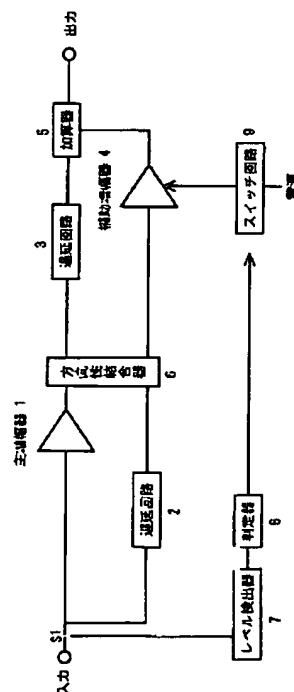 入力
S1
主増幅器 1
遅延回路
2
方向性結合器
6
遅延回路
3
加算器
5
出力
補助増幅器 4
レベル検出器
7
判定器
8
スイッチ回路
9
電源